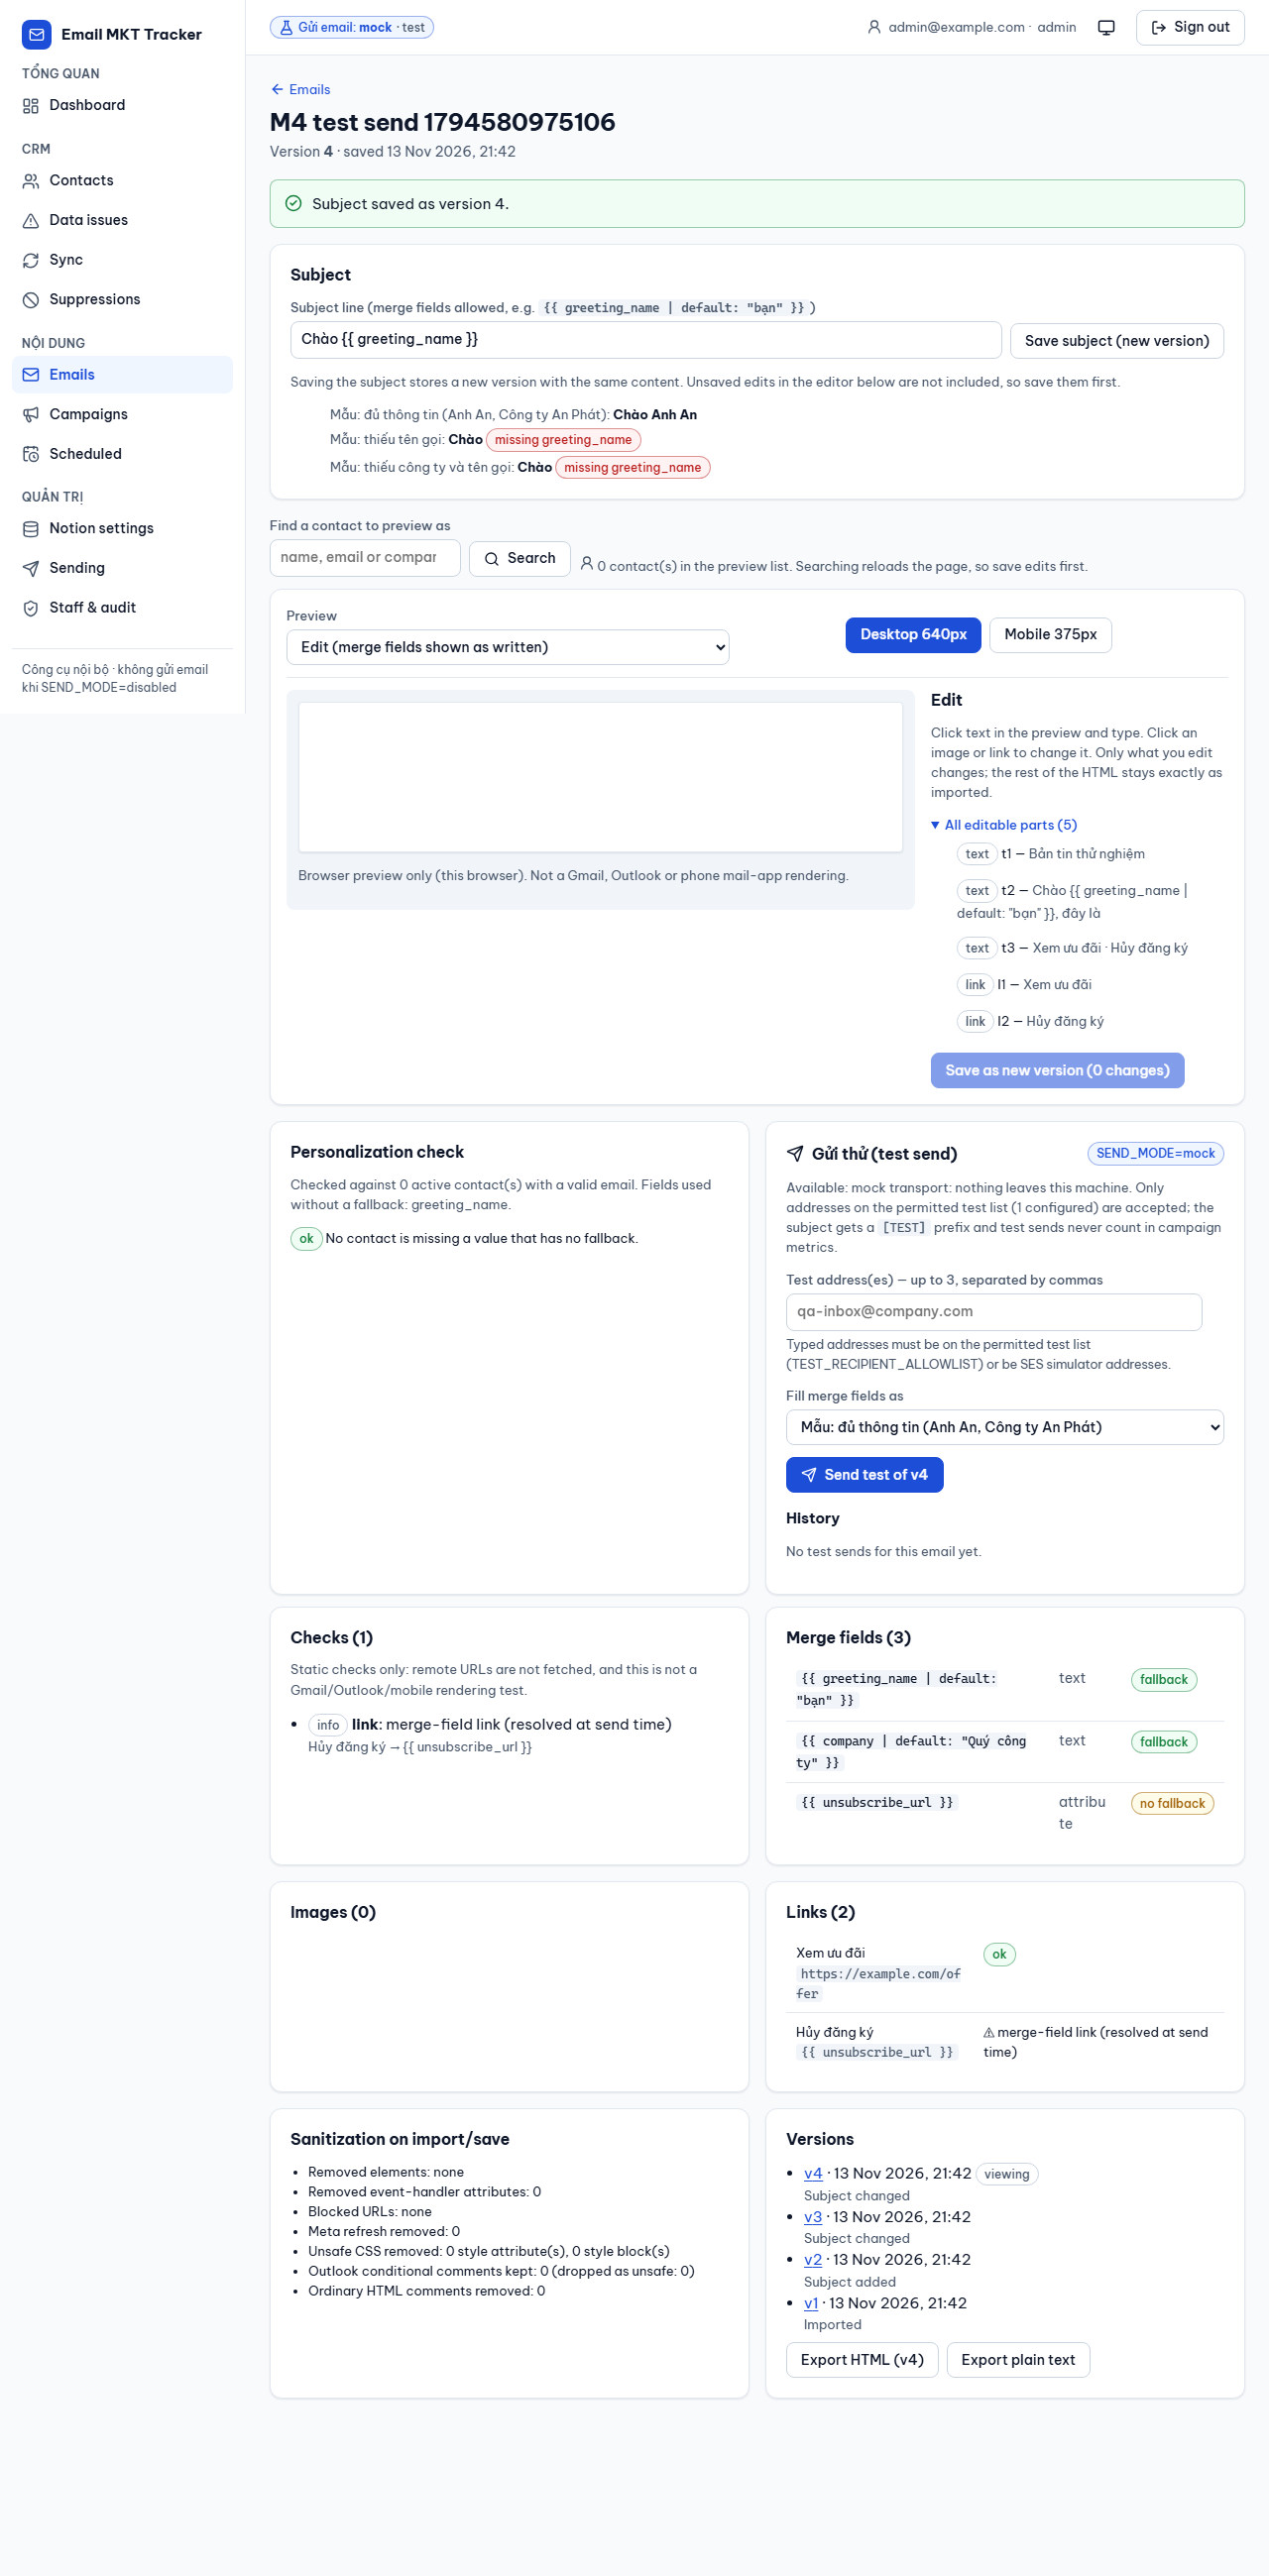 Email MKT Tracker
TỔNG QUAN
Dashboard
CRM
Contacts
Data issues
Sync
Suppressions
NỘI DUNG
Emails
Campaigns
Scheduled
QUẢN TRỊ
Notion settings
Sending
Staff & audit
Công cụ nội bộ · không gửi email
khi SEND_MODE=disabled
Gửi email: mock · test
admin@example.com · admin
Sign out
← Emails
M4 test send 1794580975106
Version 4 · saved 13 Nov 2026, 21:42
Subject saved as version 4.
Subject
Subject line (merge fields allowed, e.g. {{ greeting_name | default: "bạn" }} )
Chào {{ greeting_name }}
Save subject (new version)
Saving the subject stores a new version with the same content. Unsaved edits in the editor below are not included, so save them first.
Mẫu: đủ thông tin (Anh An, Công ty An Phát): Chào Anh An
Mẫu: thiếu tên gọi: Chào missing greeting_name
Mẫu: thiếu công ty và tên gọi: Chào missing greeting_name
Find a contact to preview as
name, email or compar
Search
0 contact(s) in the preview list. Searching reloads the page, so save edits first.
Preview
Edit (merge fields shown as written)
Desktop 640px
Mobile 375px
Browser preview only (this browser). Not a Gmail, Outlook or phone mail-app rendering.
Edit
Click text in the preview and type. Click an
image or link to change it. Only what you edit
changes; the rest of the HTML stays exactly as
imported.
▼ All editable parts (5)
text t1 — Bản tin thử nghiệm
text t2 — Chào {{ greeting_name |
default: "bạn" }}, đây là
text t3 — Xem ưu đãi · Hủy đăng ký
link l1 — Xem ưu đãi
link l2 — Hủy đăng ký
Save as new version (0 changes)
Personalization check
Checked against 0 active contact(s) with a valid email. Fields used
without a fallback: greeting_name.
ok No contact is missing a value that has no fallback.
Gửi thử (test send)
SEND_MODE=mock
Available: mock transport: nothing leaves this machine. Only
addresses on the permitted test list (1 configured) are accepted; the
subject gets a [TEST] prefix and test sends never count in campaign
metrics.
Test address(es) — up to 3, separated by commas
qa-inbox@company.com
Typed addresses must be on the permitted test list
(TEST_RECIPIENT_ALLOWLIST) or be SES simulator addresses.
Fill merge fields as
Mẫu: đủ thông tin (Anh An, Công ty An Phát)
Send test of v4
History
No test sends for this email yet.
Checks (1)
Static checks only: remote URLs are not fetched, and this is not a
Gmail/Outlook/mobile rendering test.
• info link: merge-field link (resolved at send time)
Hủy đăng ký → {{ unsubscribe_url }}
Merge fields (3)
{{ greeting_name | default:
"bạn" }}
text
fallback
{{ company | default: "Quý công
ty" }}
text
fallback
{{ unsubscribe_url }}
attribu
te
no fallback
Images (0)
Links (2)
Xem ưu đãi
https://example.com/of
fer
ok
Hủy đăng ký
{{ unsubscribe_url }}
⚠ merge-field link (resolved at send
time)
Sanitization on import/save
• Removed elements: none
• Removed event-handler attributes: 0
• Blocked URLs: none
• Meta refresh removed: 0
• Unsafe CSS removed: 0 style attribute(s), 0 style block(s)
• Outlook conditional comments kept: 0 (dropped as unsafe: 0)
• Ordinary HTML comments removed: 0
Versions
• v4 · 13 Nov 2026, 21:42 viewing
Subject changed
• v3 · 13 Nov 2026, 21:42
Subject changed
• v2 · 13 Nov 2026, 21:42
Subject added
• v1 · 13 Nov 2026, 21:42
Imported
Export HTML (v4)
Export plain text